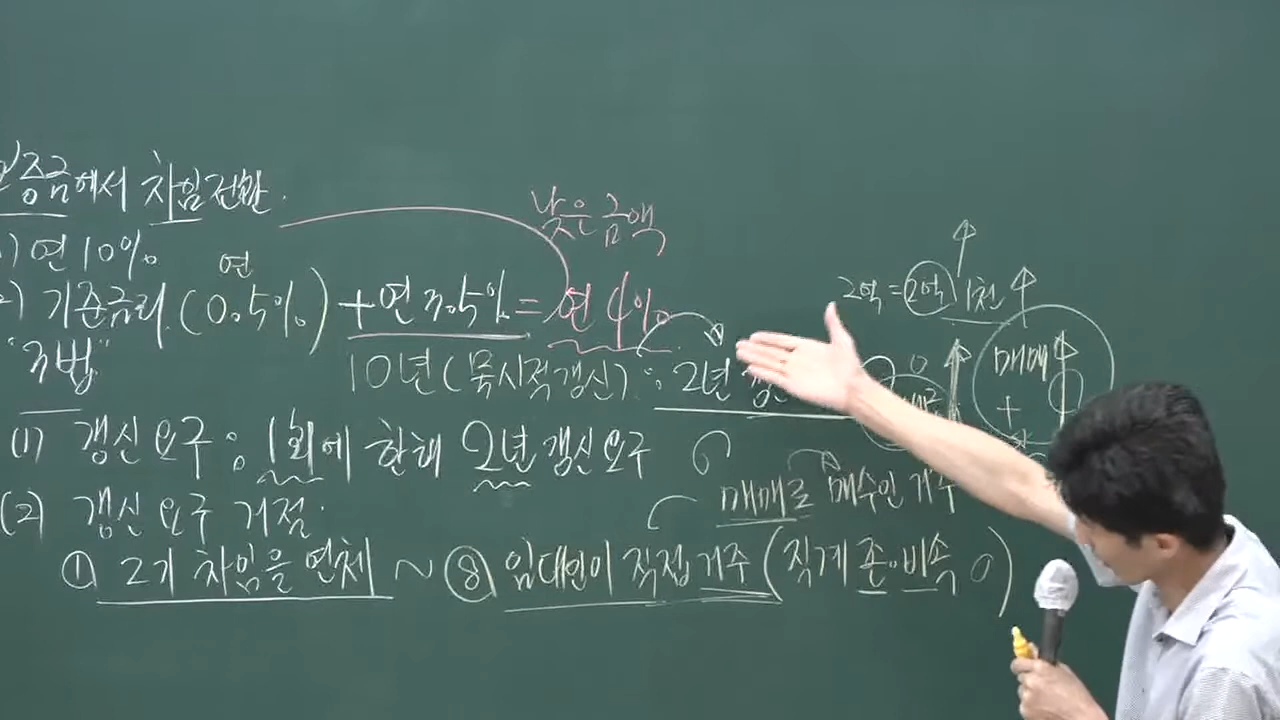 보증금에서 차임전환.
1) 연 10%
낮은 금액
연
2) 기준금리 (0.5%) + 연 3.5% = 연 4%
2억 = 2억 1천
"3법"
10년(묵시적갱신) : 2년
매매
+
(1) 갱신요구 : 1회에 한해 2년 갱신요구
(2) 갱신요구 거절.
매매로 매수인 거주
① 2기 차임을 연체 ~ ⑧ 임대인이 직접 거주 (직계 존·비속 O)